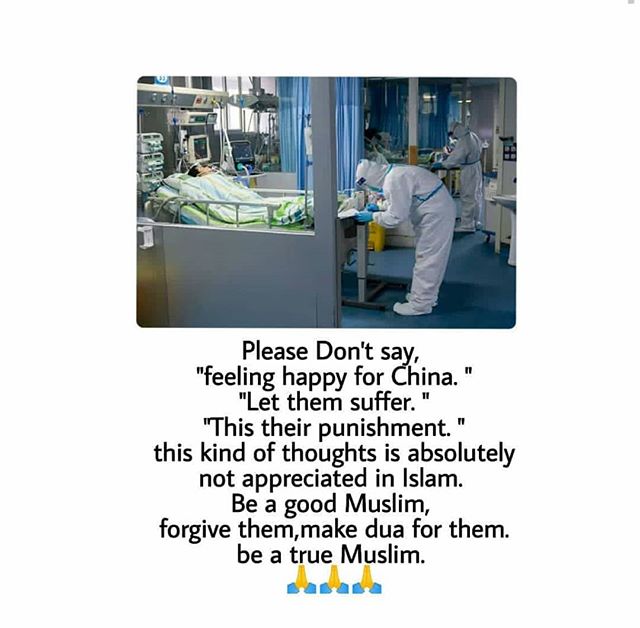 Please Don't say,
"feeling happy for China. "
"Let them suffer. "
"This their punishment. "
this kind of thoughts is absolutely
not appreciated in Islam.
Be a good Muslim,
forgive them,make dua for them.
be a true Muslim.
🙏🙏🙏